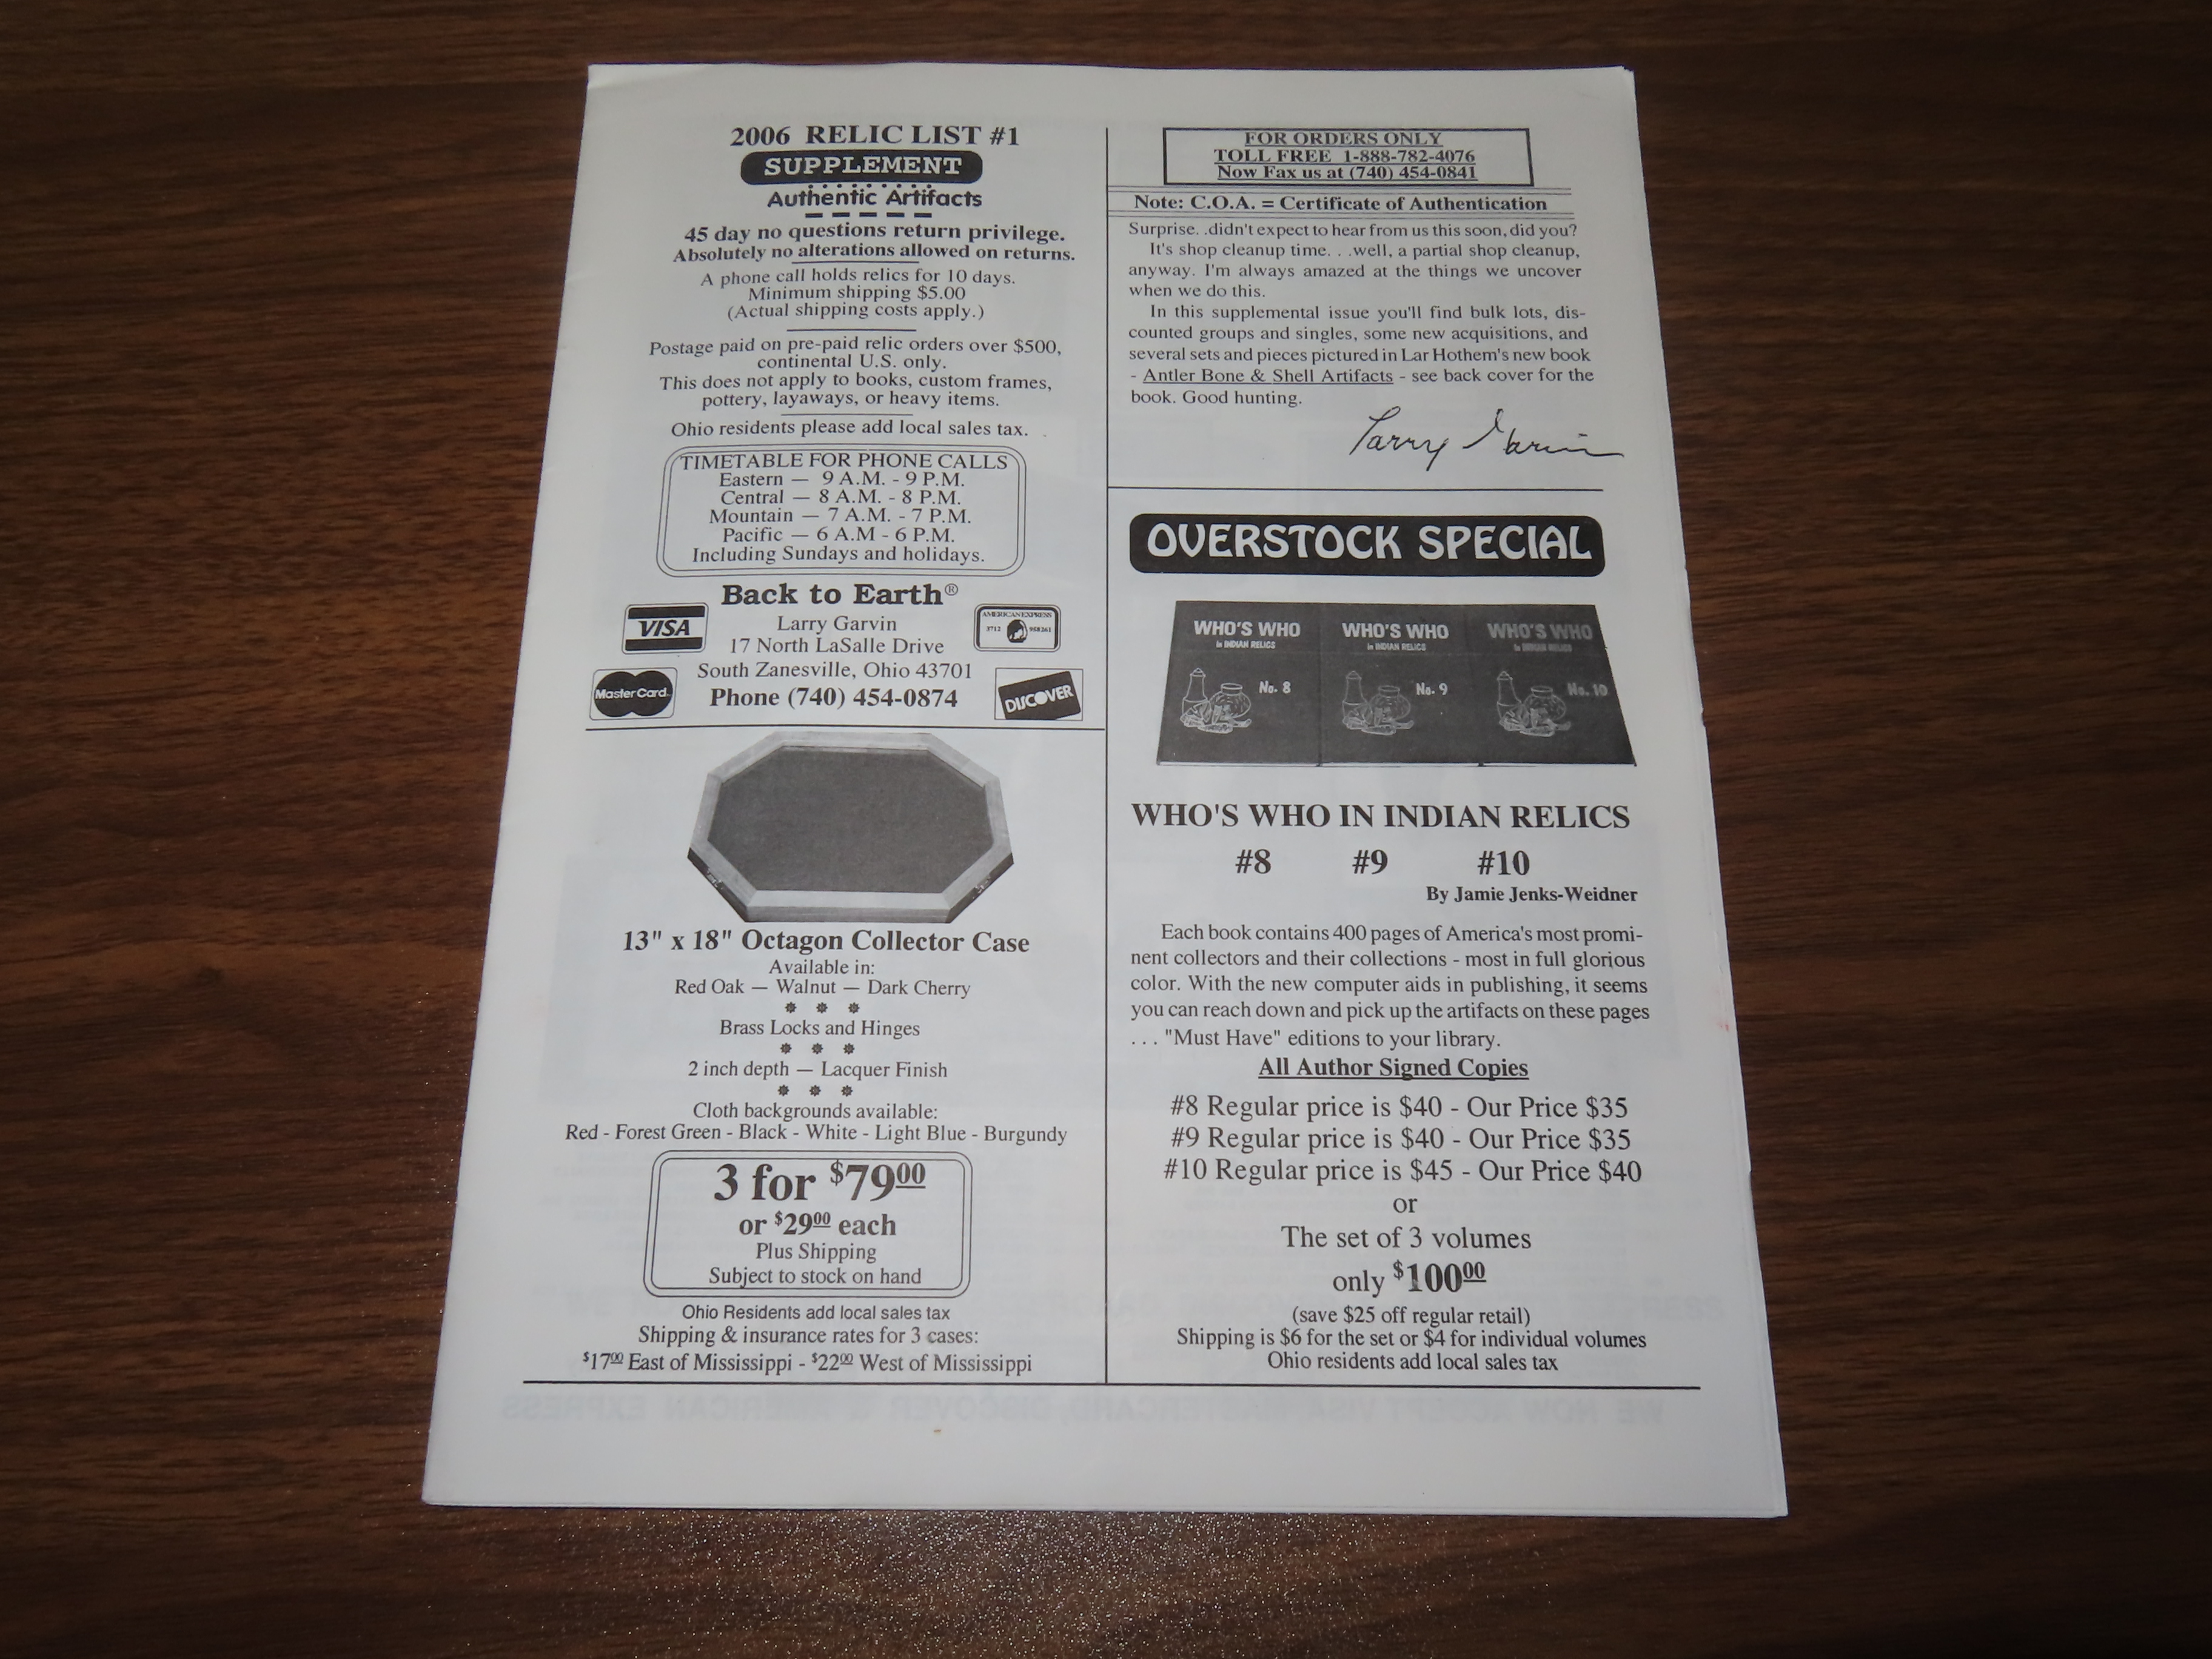 2006 RELIC LIST #1
SUPPLEMENT
Authentic Artifacts
45 day no questions return privilege.
Absolutely no alterations allowed on returns.
A phone call holds relics for 10 days.
Minimum shipping $5.00
(Actual shipping costs apply.)
Postage paid on pre-paid relic orders over $500,
continental U.S. only.
This does not apply to books, custom frames,
pottery, layaways, or heavy items.
Ohio residents please add local sales tax.
TIMETABLE FOR PHONE CALLS
Eastern — 9 A.M. - 9 P.M.
Central — 8 A.M. - 8 P.M.
Mountain — 7 A.M. - 7 P.M.
Pacific — 6 A.M - 6 P.M.
Including Sundays and holidays.
Back to Earth®
VISA
AMERICAN EXPRESS
3712
Larry Garvin
17 North LaSalle Drive
South Zanesville, Ohio 43701
MasterCard
Phone (740) 454-0874
DISCOVER
13" x 18" Octagon Collector Case
Available in:
Red Oak — Walnut — Dark Cherry
Brass Locks and Hinges
2 inch depth — Lacquer Finish
Cloth backgrounds available:
Red - Forest Green - Black - White - Light Blue - Burgundy
3 for $79.00
or $29.00 each
Plus Shipping
Subject to stock on hand
Ohio Residents add local sales tax
Shipping & insurance rates for 3 cases:
$17.00 East of Mississippi - $22.00 West of Mississippi
FOR ORDERS ONLY
TOLL FREE 1-888-782-4076
Now Fax us at (740) 454-0841
Note: C.O.A. = Certificate of Authentication
Surprise. .didn't expect to hear from us this soon, did you?
It's shop cleanup time. . .well, a partial shop cleanup,
anyway. I'm always amazed at the things we uncover
when we do this.
In this supplemental issue you'll find bulk lots, dis-
counted groups and singles, some new acquisitions, and
several sets and pieces pictured in Lar Hothem's new book
- Antler Bone & Shell Artifacts - see back cover for the
book. Good hunting.
Larry Garvin
OVERSTOCK SPECIAL
WHO'S WHO
in INDIAN RELICS
No. 8
WHO'S WHO
in INDIAN RELICS
No. 9
WHO'S WHO
in INDIAN RELICS
No. 10
WHO'S WHO IN INDIAN RELICS
#8 #9 #10
By Jamie Jenks-Weidner
Each book contains 400 pages of America's most promi-
nent collectors and their collections - most in full glorious
color. With the new computer aids in publishing, it seems
you can reach down and pick up the artifacts on these pages
. . . "Must Have" editions to your library.
All Author Signed Copies
#8 Regular price is $40 - Our Price $35
#9 Regular price is $40 - Our Price $35
#10 Regular price is $45 - Our Price $40
or
The set of 3 volumes
only $100.00
(save $25 off regular retail)
Shipping is $6 for the set or $4 for individual volumes
Ohio residents add local sales tax